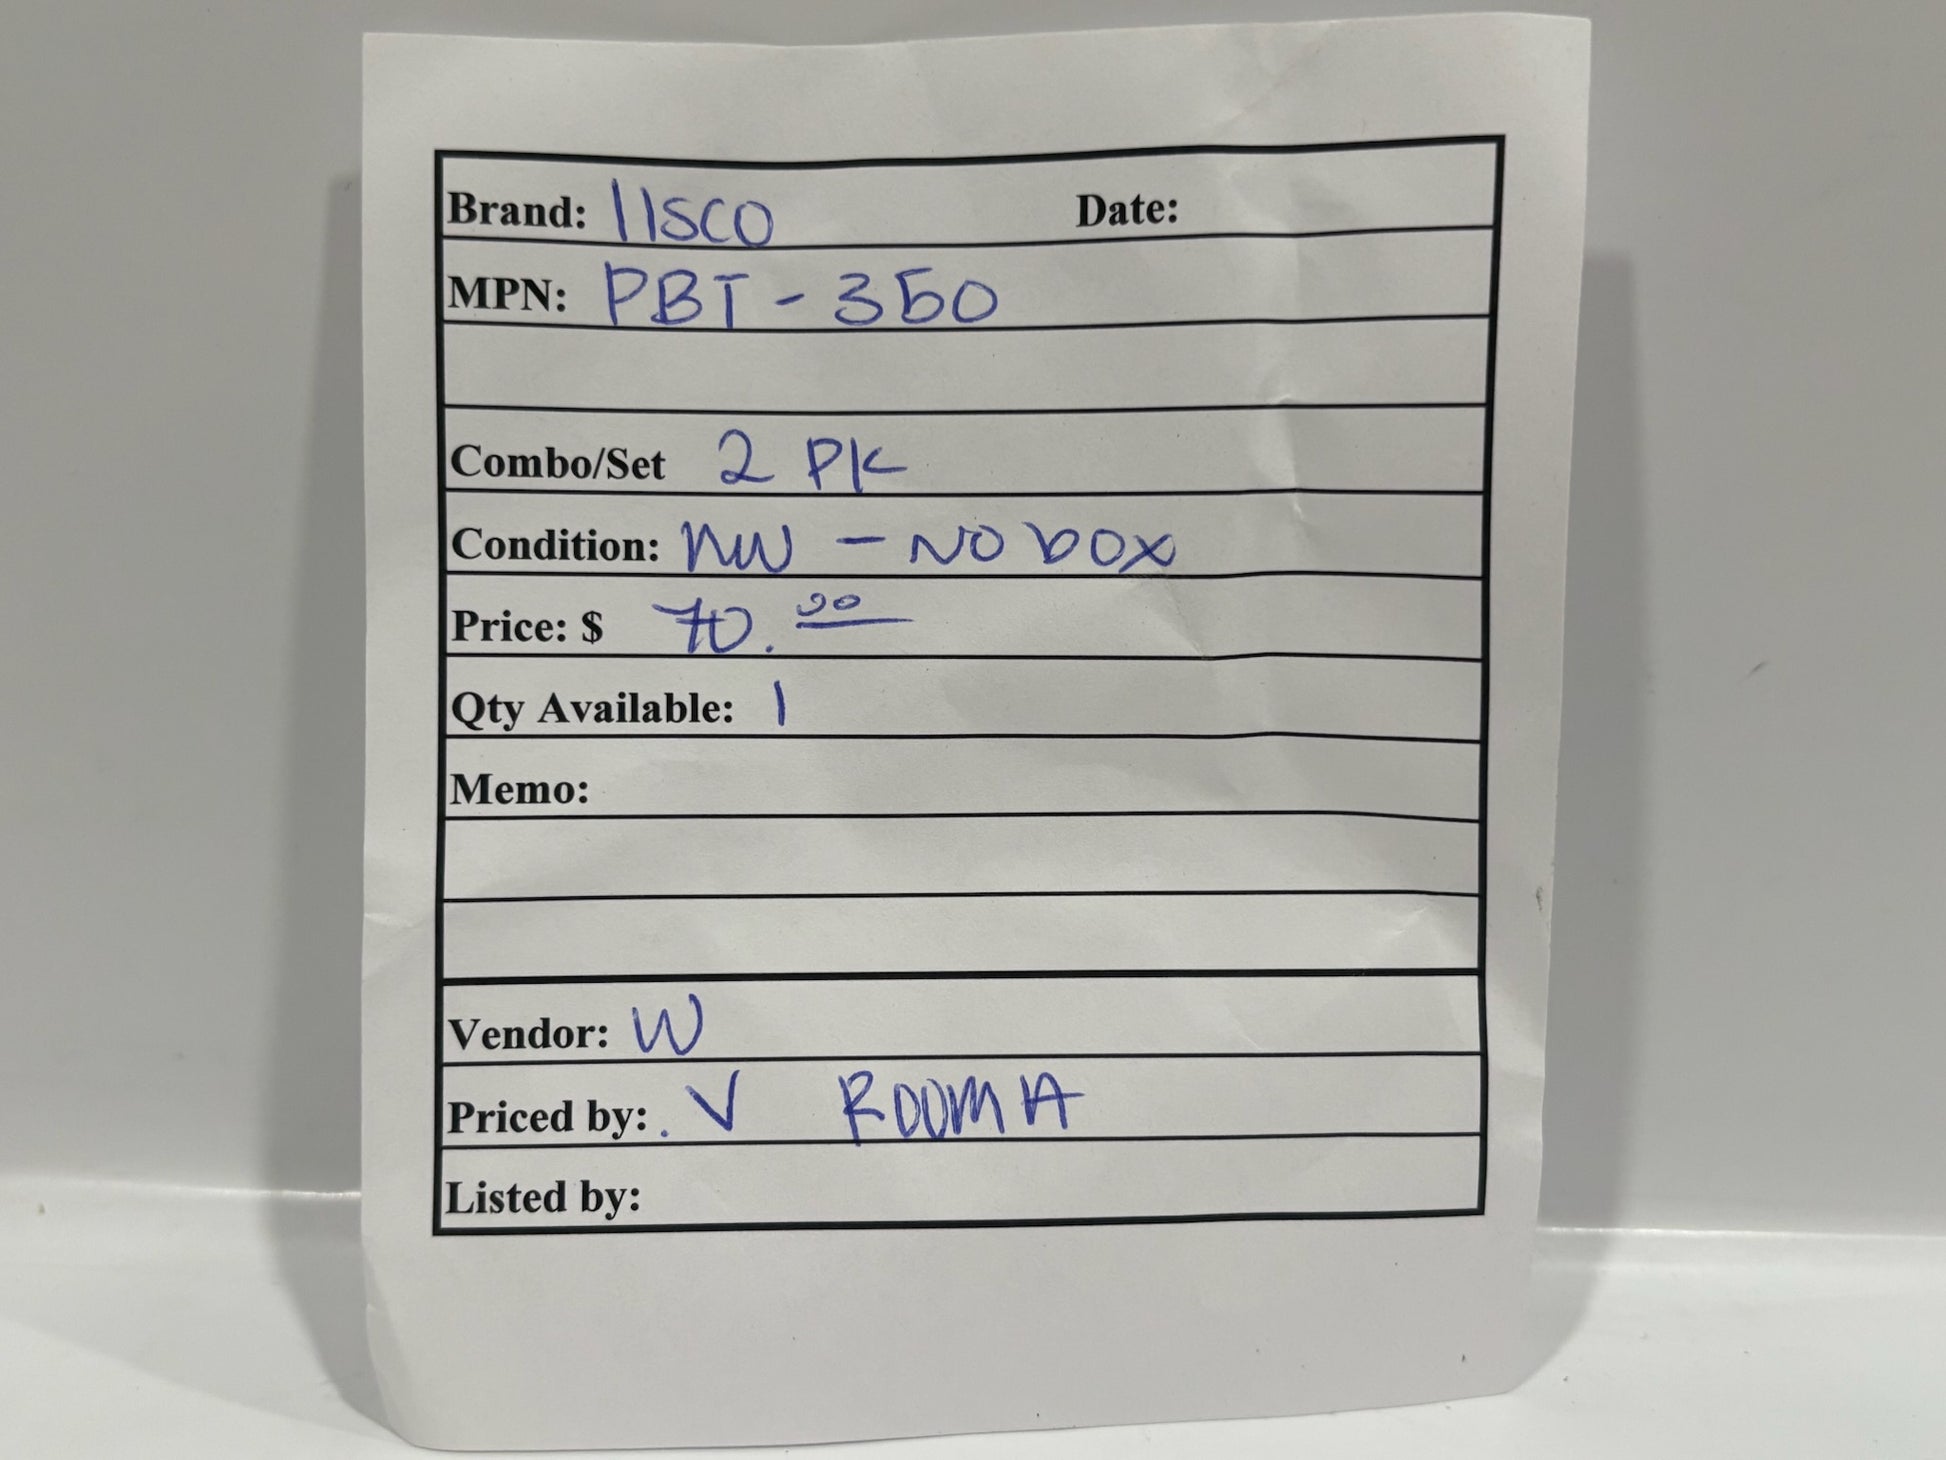 Brand: IlSCO Date:
MPN: PBT - 350
Combo/Set 2 PK
Condition: NW - NO box
Price: $ 70.00
Qty Available: 1
Memo:
Vendor: W
Priced by: . V ROOM A
Listed by: